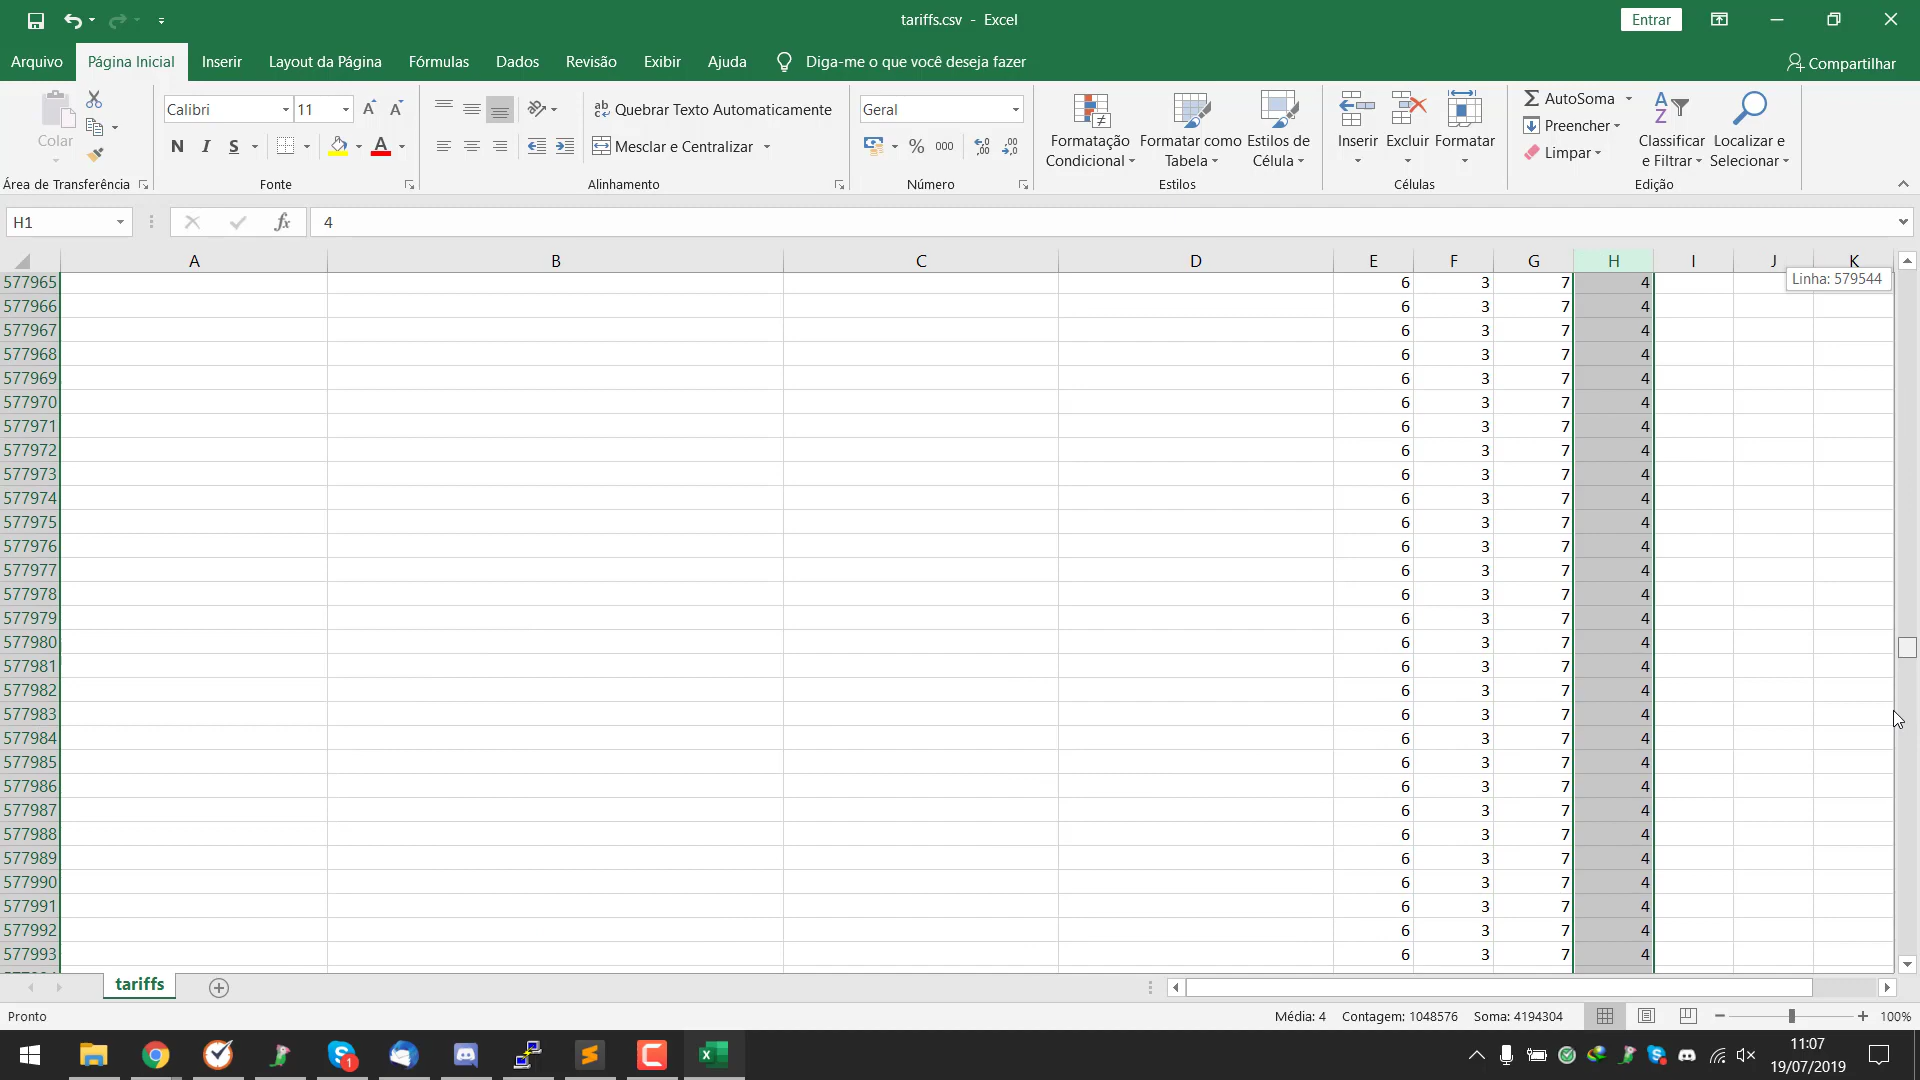 tariffs.csv - Excel
Entrar
Arquivo Página Inicial Inserir Layout da Página Fórmulas Dados Revisão Exibir Ajuda Diga-me o que você deseja fazer Compartilhar
Colar
Calibri 11
N I S
Quebrar Texto Automaticamente
Mesclar e Centralizar
Geral
% 000
Formatação Condicional
Formatar como Tabela
Estilos de Célula
Inserir
Excluir
Formatar
AutoSoma
Preencher
Limpar
Classificar e Filtrar
Localizar e Selecionar
Área de Transferência Fonte Alinhamento Número Estilos Células Edição
H1 fx 4
A B C D E F G H I J K
Linha: 579544
577965 6 3 7 4
577966 6 3 7 4
577967 6 3 7 4
577968 6 3 7 4
577969 6 3 7 4
577970 6 3 7 4
577971 6 3 7 4
577972 6 3 7 4
577973 6 3 7 4
577974 6 3 7 4
577975 6 3 7 4
577976 6 3 7 4
577977 6 3 7 4
577978 6 3 7 4
577979 6 3 7 4
577980 6 3 7 4
577981 6 3 7 4
577982 6 3 7 4
577983 6 3 7 4
577984 6 3 7 4
577985 6 3 7 4
577986 6 3 7 4
577987 6 3 7 4
577988 6 3 7 4
577989 6 3 7 4
577990 6 3 7 4
577991 6 3 7 4
577992 6 3 7 4
577993 6 3 7 4
tariffs
Pronto Média: 4 Contagem: 1048576 Soma: 4194304 100%
11:07
19/07/2019